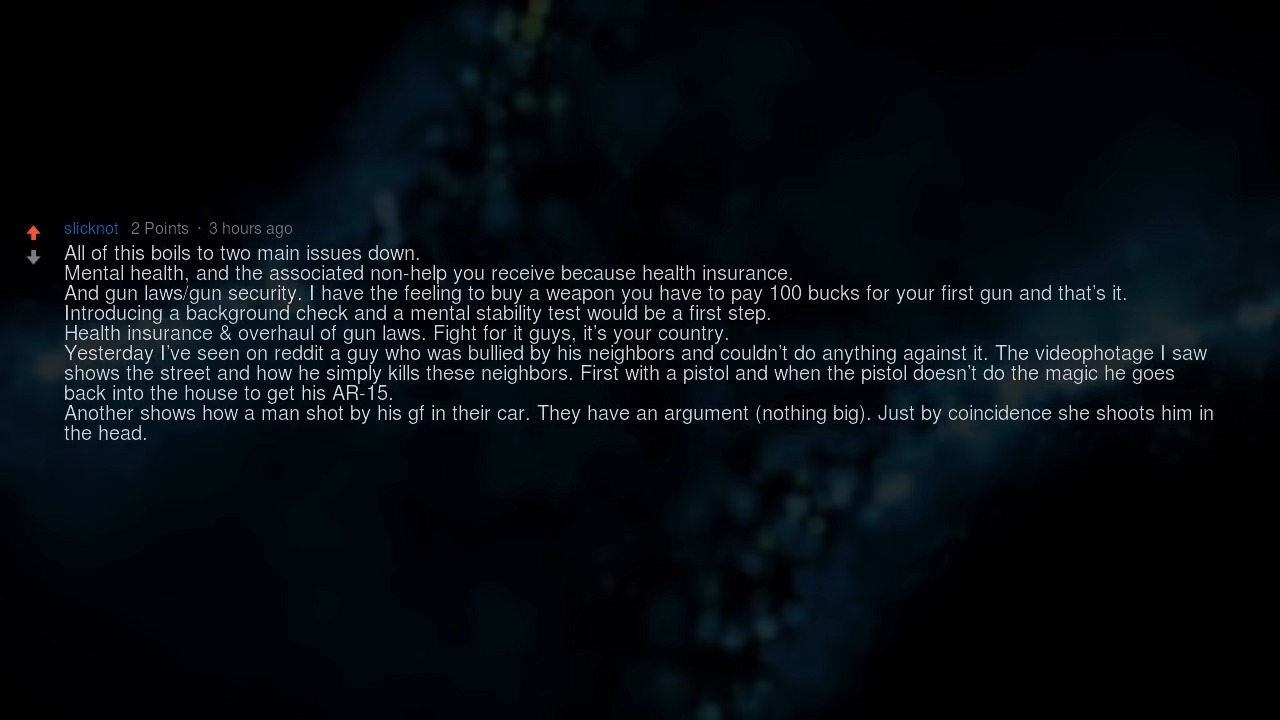 slicknot 2 Points · 3 hours ago
All of this boils to two main issues down.
Mental health, and the associated non-help you receive because health insurance.
And gun laws/gun security. I have the feeling to buy a weapon you have to pay 100 bucks for your first gun and that's it.
Introducing a background check and a mental stability test would be a first step.
Health insurance & overhaul of gun laws. Fight for it guys, it's your country.
Yesterday I've seen on reddit a guy who was bullied by his neighbors and couldn't do anything against it. The videophotage I saw
shows the street and how he simply kills these neighbors. First with a pistol and when the pistol doesn't do the magic he goes
back into the house to get his AR-15.
Another shows how a man shot by his gf in their car. They have an argument (nothing big). Just by coincidence she shoots him in
the head.